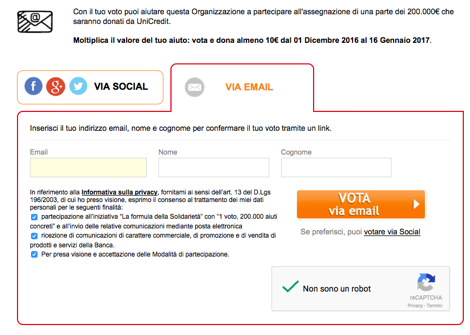 Con il tuo voto puoi aiutare questa Organizzazione a partecipare all'assegnazione di una parte dei 200.000€ che
saranno donati da UniCredit.
Moltiplica il valore del tuo aiuto: vota e dona almeno 10€ dal 01 Dicembre 2016 al 16 Gennaio 2017.
VIA SOCIAL
VIA EMAIL
Inserisci il tuo indirizzo email, nome e cognome per confermare il tuo voto tramite un link.
Email Nome Cognome
In riferimento alla Informativa sulla privacy, fornitami ai sensi dell'art. 13 del D.Lgs
196/2003, di cui ho preso visione, esprimo il consenso al trattamento dei miei dati
personali per le seguenti finalità:
partecipazione all'iniziativa "La formula della Solidarietà" con "1 voto, 200.000 aiuti
concreti" e all'invio delle relative comunicazioni mediante posta elettronica
ricezione di comunicazioni di carattere commerciale, di promozione e di vendita di
prodotti e servizi della Banca.
Per presa visione e accettazione delle Modalità di partecipazione.
VOTA
via email
Se preferisci, puoi votare via Social
Non sono un robot
reCAPTCHA
Privacy - Termini